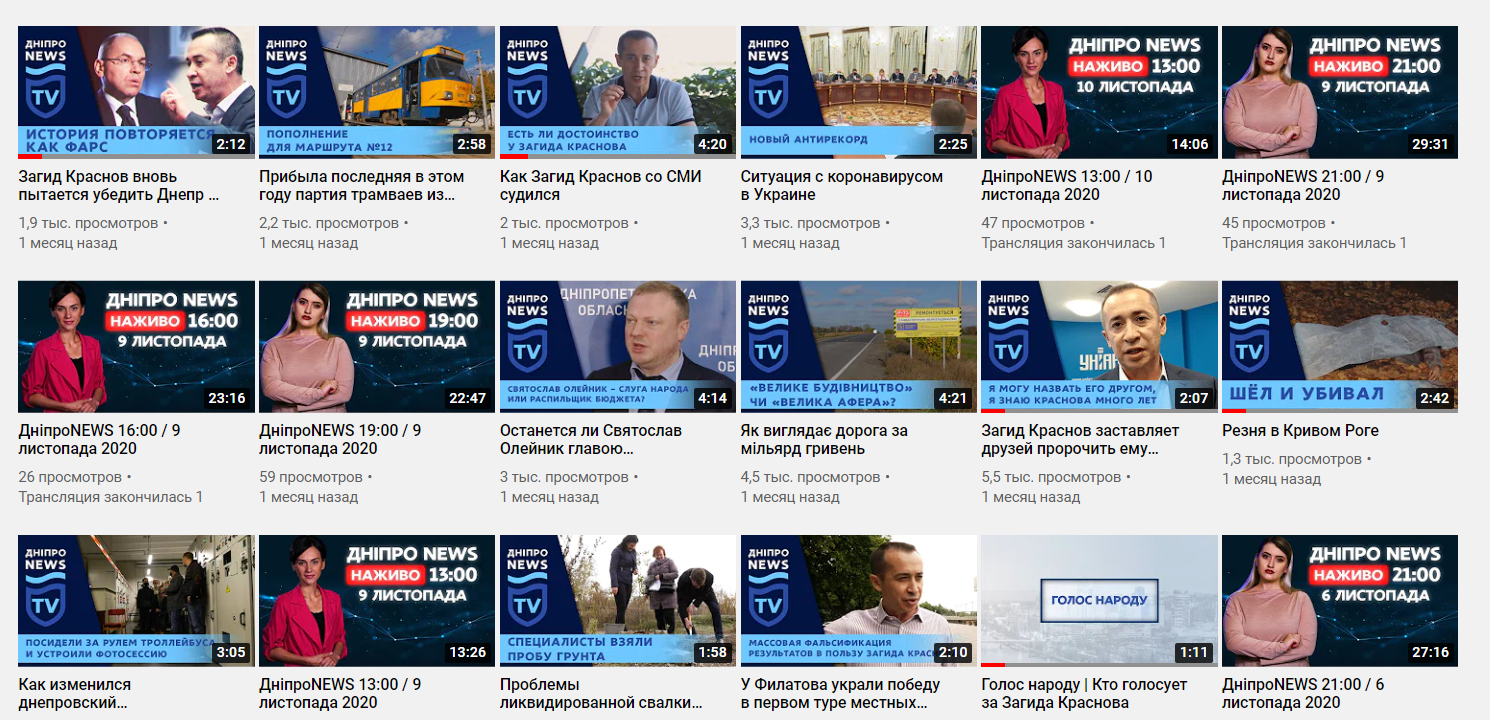 ДНІПРО
NEWS
TV
ИСТОРИЯ ПОВТОРЯЕТСЯ
КАК ФАРС
2:12
Загид Краснов вновь
пытается убедить Днепр ...
1,9 тыс. просмотров •
1 месяц назад
ДНІПРО
NEWS
TV
ПОПОЛНЕНИЕ
ДЛЯ МАРШРУТА №12
2:58
Прибыла последняя в этом
году партия трамваев из...
2,2 тыс. просмотров •
1 месяц назад
ДНІПРО
NEWS
TV
ЕСТЬ ЛИ ДОСТОИНСТВО
У ЗАГИДА КРАСНОВА
4:20
Как Загид Краснов со СМИ
судился
2 тыс. просмотров •
1 месяц назад
ДНІПРО
NEWS
TV
НОВЫЙ АНТИРЕКОРД
2:25
Ситуация с коронавирусом
в Украине
3,3 тыс. просмотров •
1 месяц назад
ДНІПРО NEWS
НАЖИВО 13:00
10 ЛИСТОПАДА
14:06
ДніпроNEWS 13:00 / 10
листопада 2020
47 просмотров •
Трансляция закончилась 1
ДНІПРО NEWS
НАЖИВО 21:00
9 ЛИСТОПАДА
29:31
ДніпроNEWS 21:00 / 9
листопада 2020
45 просмотров •
Трансляция закончилась 1
ДНІПРО NEWS
НАЖИВО 16:00
9 ЛИСТОПАДА
23:16
ДніпроNEWS 16:00 / 9
листопада 2020
26 просмотров •
Трансляция закончилась 1
ДНІПРО NEWS
НАЖИВО 19:00
9 ЛИСТОПАДА
22:47
ДніпроNEWS 19:00 / 9
листопада 2020
59 просмотров •
1 месяц назад
ДНІПРО
NEWS
TV
СВЯТОСЛАВ ОЛЕЙНИК – СЛУГА НАРОДА
ИЛИ РАСПИЛЬЩИК БЮДЖЕТА?
4:14
Останется ли Святослав
Олейник главою...
3 тыс. просмотров •
1 месяц назад
ДНІПРО
NEWS
TV
«ВЕЛИКЕ БУДІВНИЦТВО»
ЧИ «ВЕЛИКА АФЕРА»?
4:21
Як виглядає дорога за
мільярд гривень
4,5 тыс. просмотров •
1 месяц назад
ДНІПРО
NEWS
TV
Я МОГУ НАЗВАТЬ ЕГО ДРУГОМ,
Я ЗНАЮ КРАСНОВА МНОГО ЛЕТ
2:07
Загид Краснов заставляет
друзей пророчить ему...
5,5 тыс. просмотров •
1 месяц назад
ДНІПРО
NEWS
TV
ШЁЛ И УБИВАЛ
2:42
Резня в Кривом Роге
1,3 тыс. просмотров •
1 месяц назад
ДНІПРО
NEWS
TV
ПОСИДЕЛИ ЗА РУЛЕМ ТРОЛЛЕЙБУСА
И УСТРОИЛИ ФОТОСЕССИЮ
3:05
Как изменился
днепровский...
ДНІПРО NEWS
НАЖИВО 13:00
9 ЛИСТОПАДА
13:26
ДніпроNEWS 13:00 / 9
листопада 2020
ДНІПРО
NEWS
TV
СПЕЦИАЛИСТЫ ВЗЯЛИ
ПРОБУ ГРУНТА
1:58
Проблемы
ликвидированной свалки...
ДНІПРО
NEWS
TV
МАССОВАЯ ФАЛЬСИФИКАЦИЯ
РЕЗУЛЬТАТОВ В ПОЛЬЗУ ЗАГИДА
2:10
У Филатова украли победу
в первом туре местных...
ГОЛОС НАРОДУ
1:11
Голос народу | Кто голосует
за Загида Краснова
ДНІПРО NEWS
НАЖИВО 21:00
6 ЛИСТОПАДА
27:16
ДніпроNEWS 21:00 / 6
листопада 2020